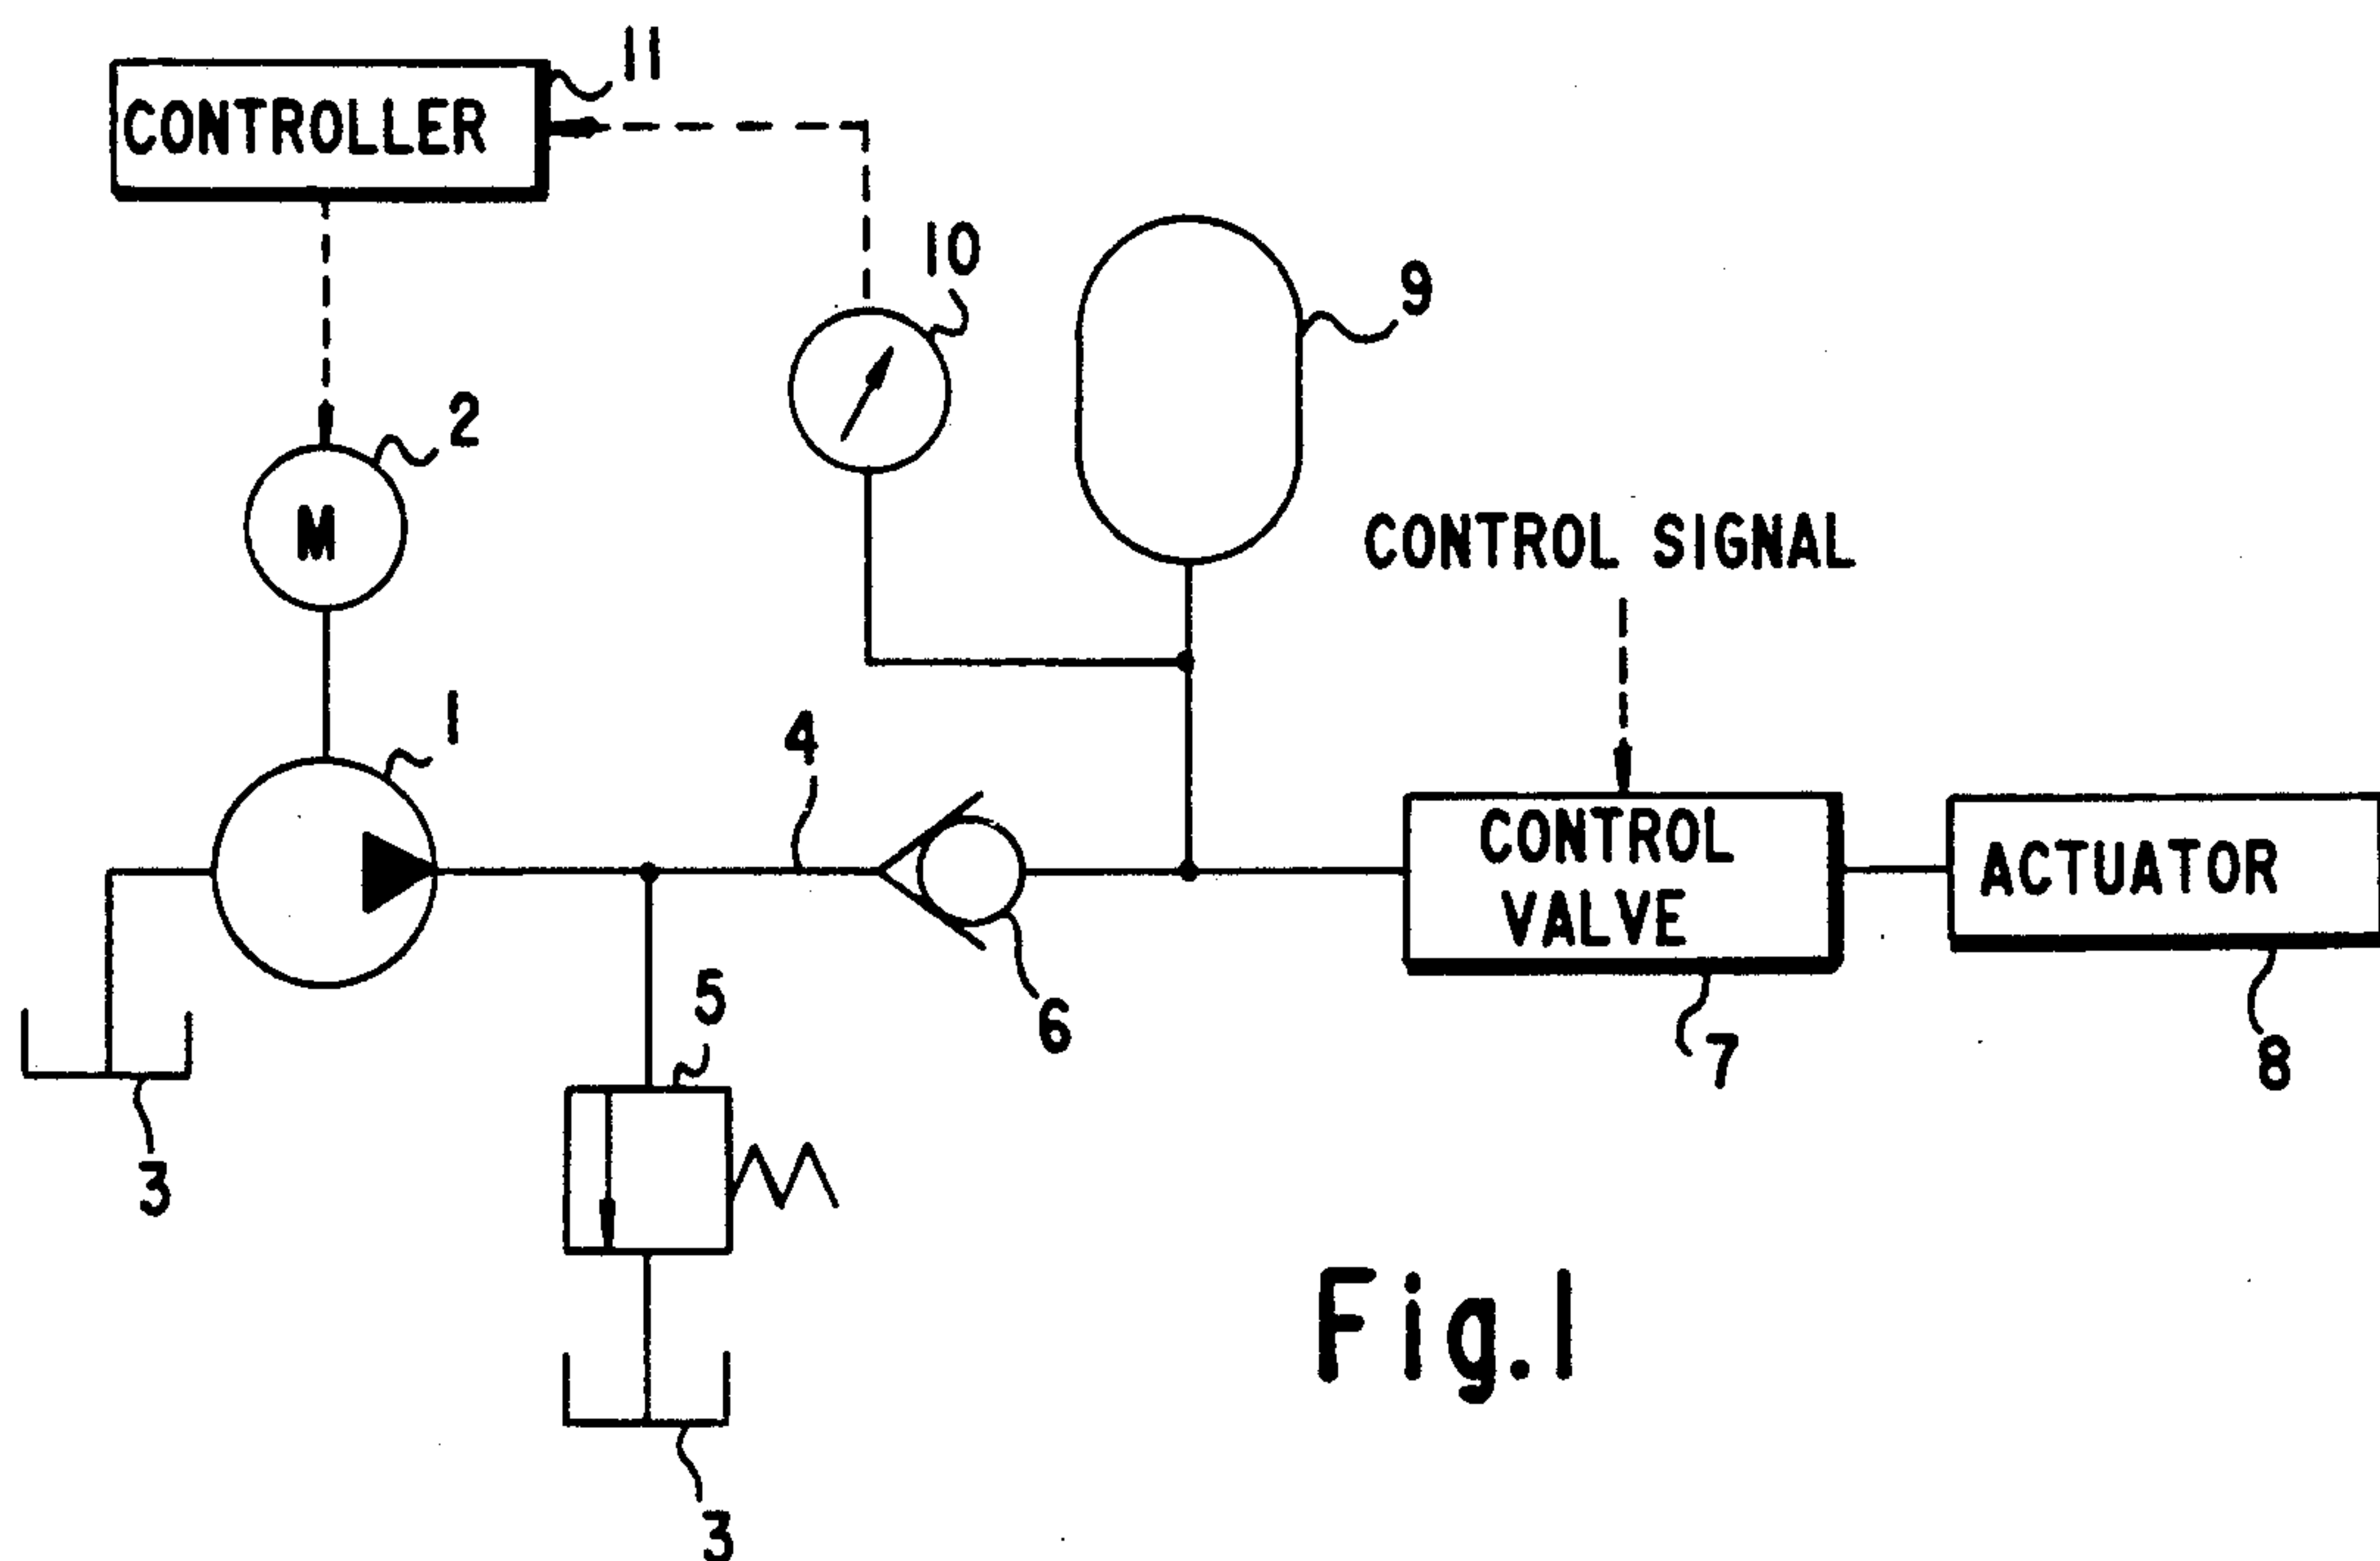 11
CONTROLLER
10
9
2
M
CONTROL SIGNAL
1
4
CONTROL
VALVE
ACTUATOR
5
6
7
8
3
Fig.1
3